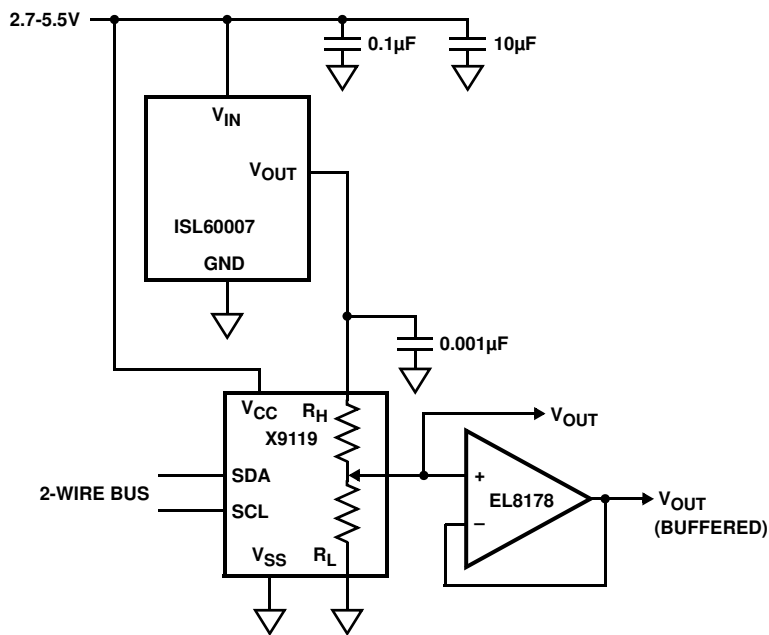 2.7-5.5V
0.1µF
10µF
VIN
VOUT
ISL60007
GND
0.001µF
VCC
RH
X9119
VOUT
2-WIRE BUS
SDA
SCL
+
EL8178
−
VOUT
(BUFFERED)
VSS
RL